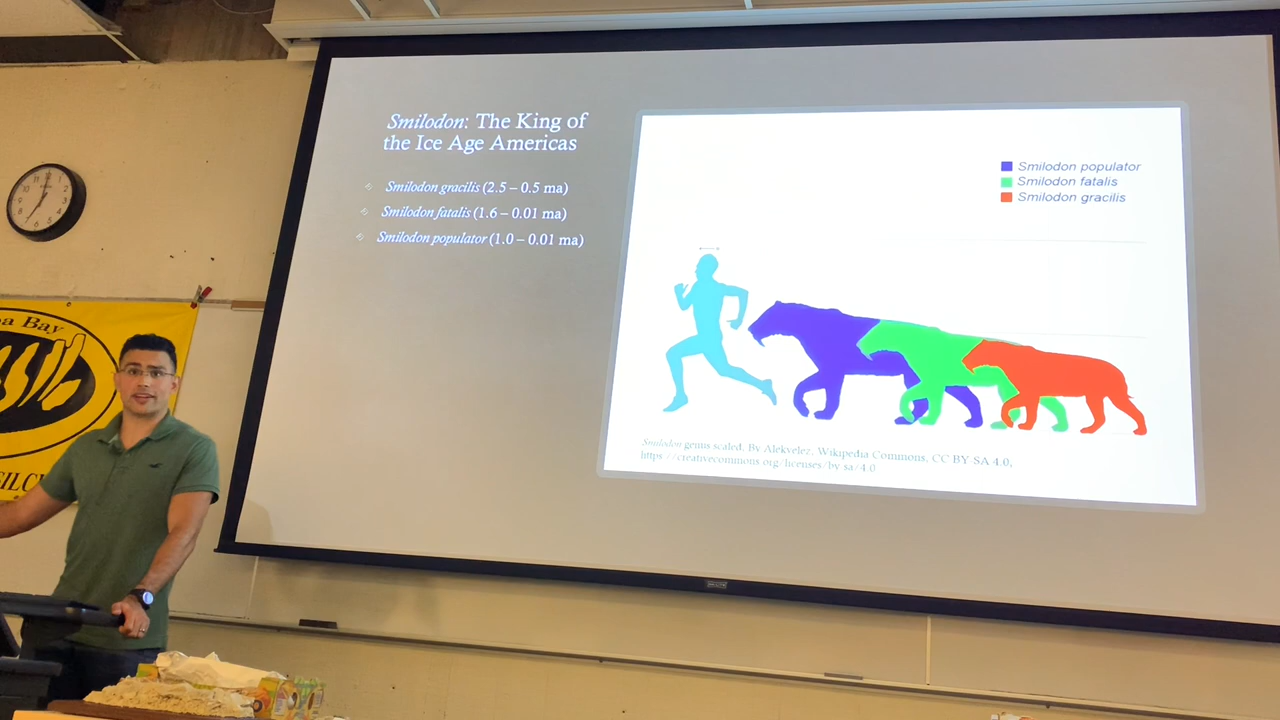 Smilodon: The King of
the Ice Age Americas
Smilodon gracilis (2.5 – 0.5 ma)
Smilodon fatalis (1.6 – 0.01 ma)
Smilodon populator (1.0 – 0.01 ma)
Smilodon populator
Smilodon fatalis
Smilodon gracilis
Smilodon genus scaled. By Alekvelez, Wikipedia Commons, CC BY-SA 4.0,
https://creativecommons.org/licenses/by-sa/4.0
Bay